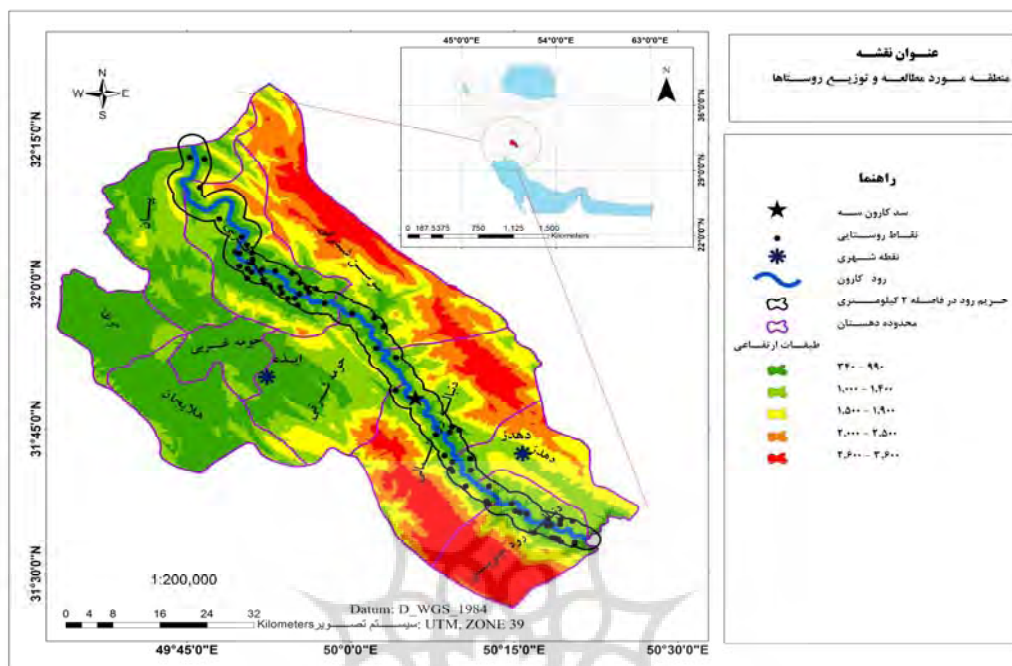 عنوان نقشه
منطقه مورد مطالعه و توزیع روستاها
راهنما
سد کارون سه
نقاط روستایی
نقطه شهری
رود کارون
حریم رود در فاصله ۲ کیلومتری
محدوده دهستان
طبقات ارتفاعی
۳۴۰ - ۹۹۰
۱,۰۰۰ - ۱,۴۰۰
۱,۵۰۰ - ۱,۹۰۰
۲,۰۰۰ - ۲,۵۰۰
۲,۶۰۰ - ۳,۶۰۰
45°0'0"E 54°0'0"E 63°0'0"E
N
36°0'0"N
29°0'0"N
22°0'0"N
0 187.5375 750 1,125 1,500
Kilometers
N
W E
S
32°15'0"N
32°0'0"N
31°45'0"N
31°30'0"N
حومه غربی
ایذه
هلایجان
دهدز
دهدز
1:200,000
0 4 8 16 24 32
Kilometers
Datum: D_WGS_1984
سیستم تصویر: UTM, ZONE 39
49°45'0"E 50°0'0"E 50°15'0"E 50°30'0"E